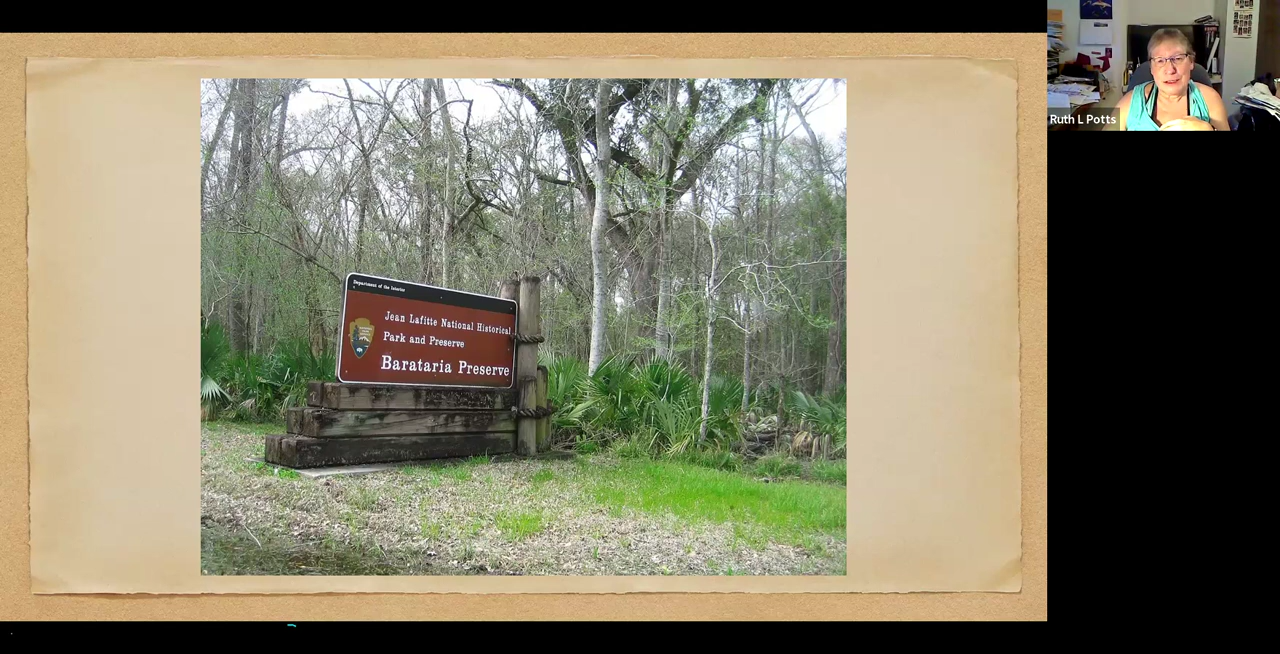 Department of the Interior
Jean Lafitte National Historical
Park and Preserve
Barataria Preserve
Ruth L Potts